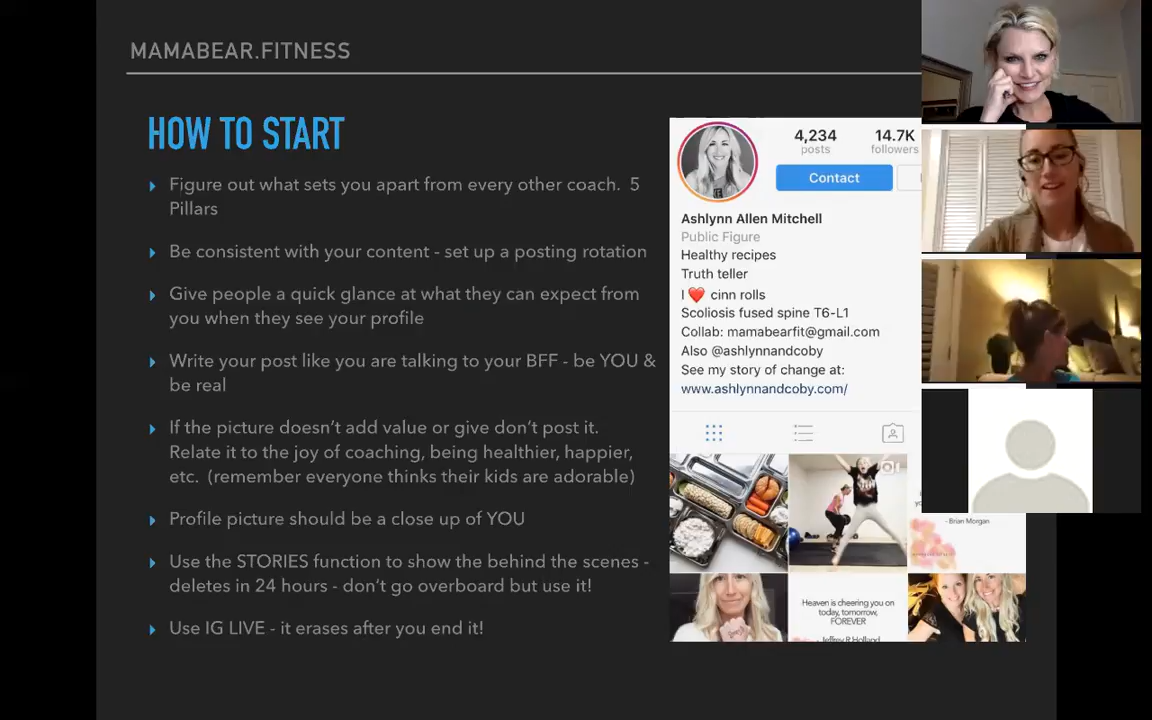 MAMABEAR.FITNESS
HOW TO START
Figure out what sets you apart from every other coach.  5
Pillars
Be consistent with your content - set up a posting rotation
Give people a quick glance at what they can expect from
you when they see your profile
Write your post like you are talking to your BFF - be YOU &
be real
If the picture doesn't add value or give don't post it.
Relate it to the joy of coaching, being healthier, happier,
etc.  (remember everyone thinks their kids are adorable)
Profile picture should be a close up of YOU
Use the STORIES function to show the behind the scenes -
deletes in 24 hours - don't go overboard but use it!
Use IG LIVE - it erases after you end it!
4,234 14.7K
posts followers
Contact
Ashlynn Allen Mitchell
Public Figure
Healthy recipes
Truth teller
I ❤️ cinn rolls
Scoliosis fused spine T6-L1
Collab: mamabearfit@gmail.com
Also @ashlynnandcoby
See my story of change at:
www.ashlynnandcoby.com/
- Brian Morgan
Heaven is cheering you on
today, tomorrow,
FOREVER
- Jeffrey R Holland